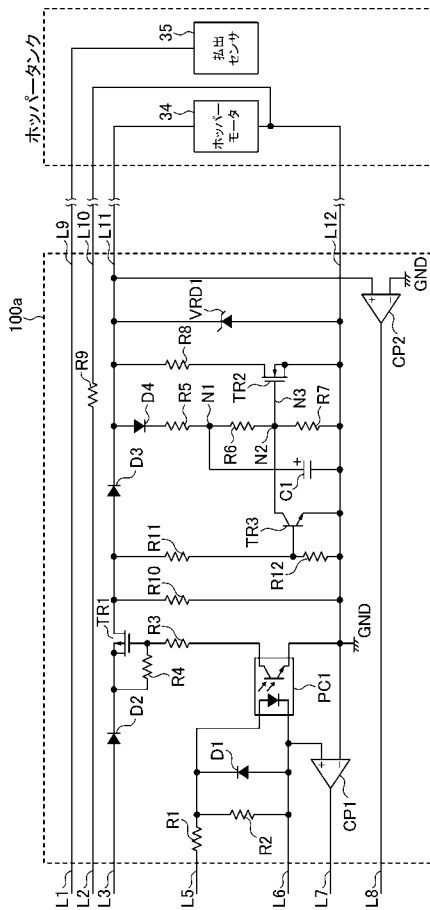 100a
ホッパータンク
35
払出
センサ
34
ホッパー
モータ
L1
L2
L3
L5
L6
L7
L8
L9
L10
L11
L12
R9
D2
TR1
D3
D4
R5
N1
R6
N2
R7
R8
VRD1
TR2
N3
C1
TR3
R11
R12
R10
R3
R4
PC1
GND
R1
D1
R2
CP1
+
−
CP2
+
−
GND
+